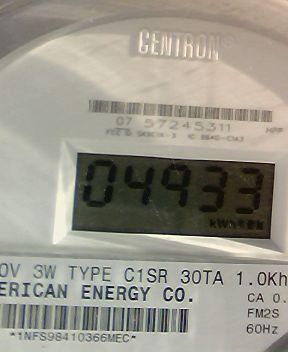 CENTRON®
07 57245311
HPP
04933
0V 3W TYPE C1SR 30TA 1.0Kh
ERICAN ENERGY CO.
CA 0.
FM2S
60Hz
*1NFS98410366MEC*